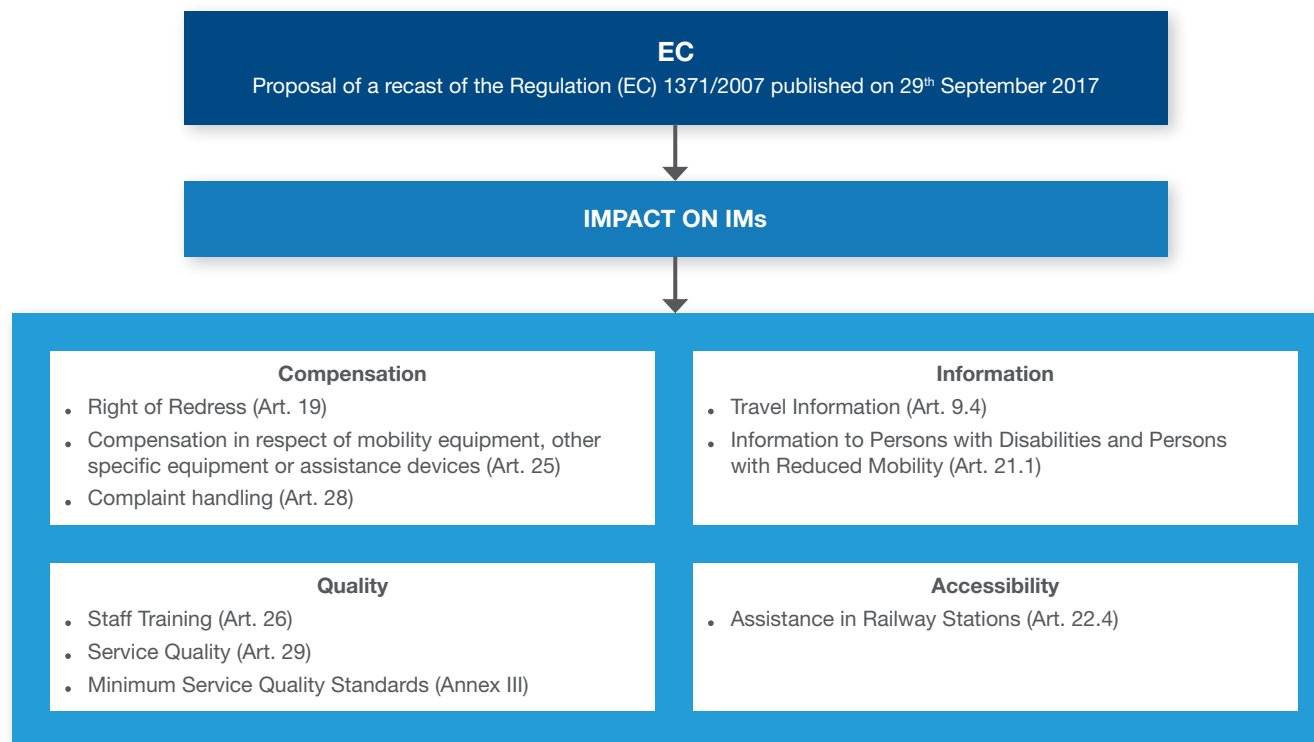 EC
Proposal of a recast of the Regulation (EC) 1371/2007 published on 29th September 2017
IMPACT ON IMs
Compensation
• Right of Redress (Art. 19)
• Compensation in respect of mobility equipment, other
specific equipment or assistance devices (Art. 25)
• Complaint handling (Art. 28)
Information
• Travel Information (Art. 9.4)
• Information to Persons with Disabilities and Persons
with Reduced Mobility (Art. 21.1)
Quality
• Staff Training (Art. 26)
• Service Quality (Art. 29)
• Minimum Service Quality Standards (Annex III)
Accessibility
• Assistance in Railway Stations (Art. 22.4)